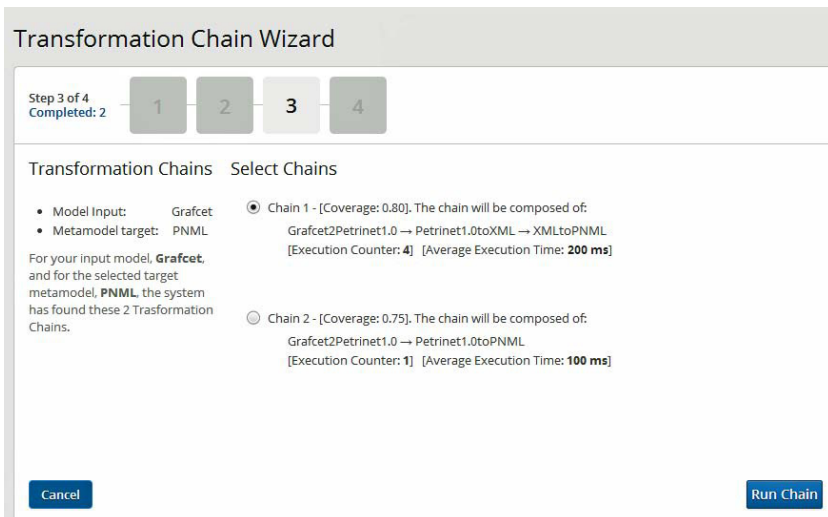 Transformation Chain Wizard
Step 3 of 4
Completed: 2
1
2
3
4
Transformation Chains
• Model Input: Grafcet
• Metamodel target: PNML
For your input model, Grafcet,
and for the selected target
metamodel, PNML, the system
has found these 2 Trasformation
Chains.
Select Chains
Chain 1 - [Coverage: 0.80]. The chain will be composed of:
Grafcet2Petrinet1.0 → Petrinet1.0toXML → XMLtoPNML
[Execution Counter: 4] [Average Execution Time: 200 ms]
Chain 2 - [Coverage: 0.75]. The chain will be composed of:
Grafcet2Petrinet1.0 → Petrinet1.0toPNML
[Execution Counter: 1] [Average Execution Time: 100 ms]
Cancel
Run Chain